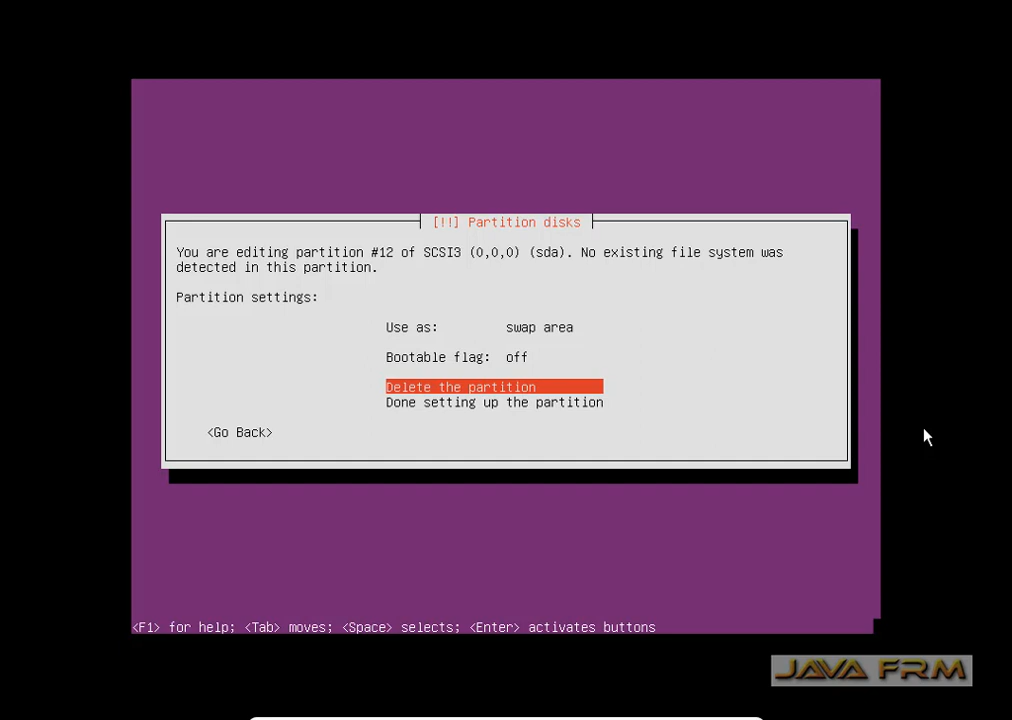 [!!] Partition disks
You are editing partition #12 of SCSI3 (0,0,0) (sda). No existing file system was
detected in this partition.
Partition settings:
Use as: swap area
Bootable flag: off
Delete the partition
Done setting up the partition
<Go Back>
<F1> for help; <Tab> moves; <Space> selects; <Enter> activates buttons
JAVA FRM